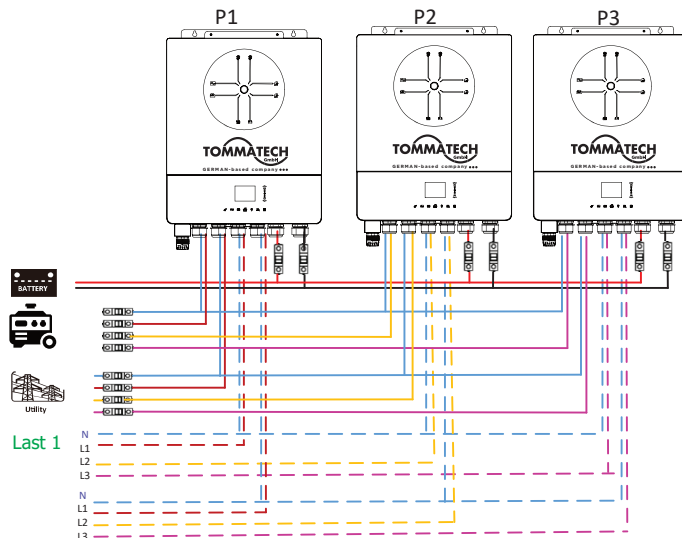 P1 P2 P3
TOMMATECH
GmbH
GERMAN-based company
TOMMATECH
GmbH
GERMAN-based company
TOMMATECH
GmbH
GERMAN-based company
BATTERY
Utility
Last 1
N
L1
L2
L3
N
L1
L2
L3